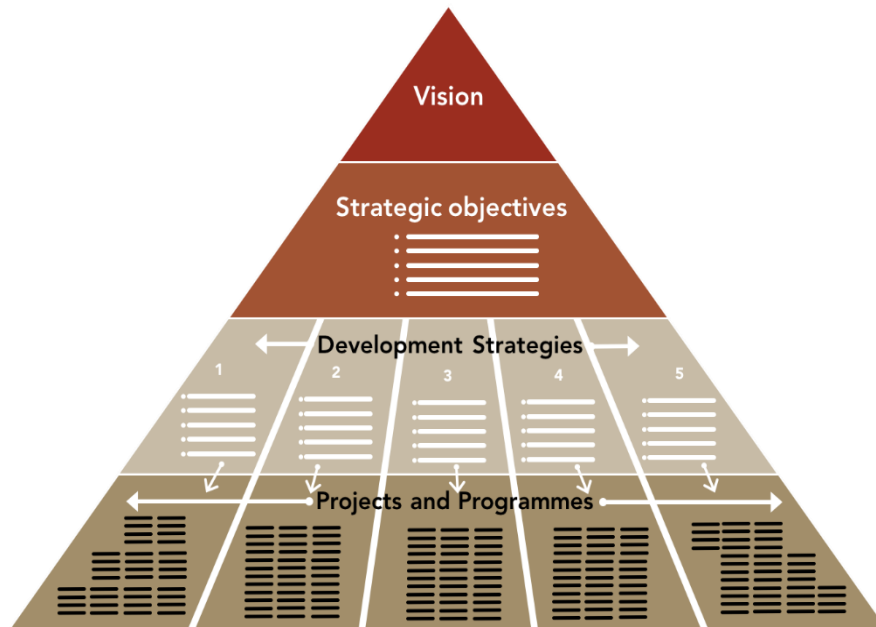 Vision
Strategic objectives
Development Strategies
1 2 3 4 5
Projects and Programmes